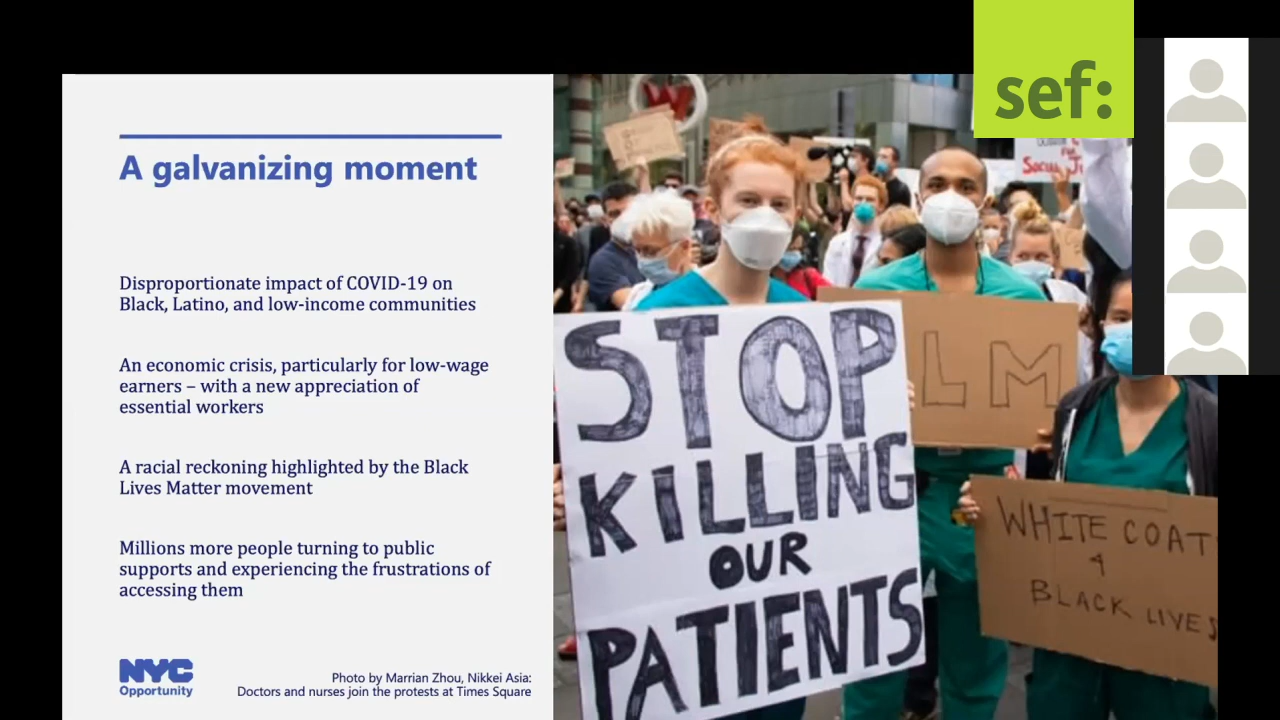 A galvanizing moment
Disproportionate impact of COVID-19 on
Black, Latino, and low-income communities
An economic crisis, particularly for low-wage
earners – with a new appreciation of
essential workers
A racial reckoning highlighted by the Black
Lives Matter movement
Millions more people turning to public
supports and experiencing the frustrations of
accessing them
NYC
Opportunity
Photo by Marrian Zhou, Nikkei Asia:
Doctors and nurses join the protests at Times Square
sef:
W
SOCIAL
STOP
KILLING
OUR
PATIENTS
LM
WHITE COAT
4
BLACK LIVES